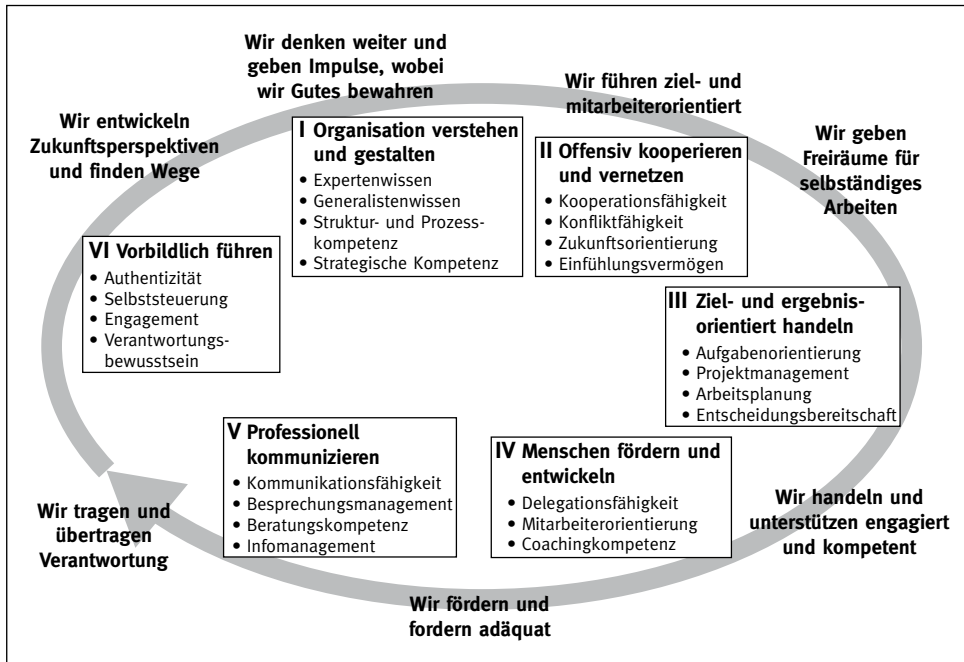 Wir denken weiter und
geben Impulse, wobei
wir Gutes bewahren
Wir führen ziel- und
mitarbeiterorientiert
Wir geben
Freiräume für
selbständiges
Arbeiten
Wir handeln und
unterstützen engagiert
und kompetent
Wir fördern und
fordern adäquat
Wir tragen und
übertragen
Verantwortung
Wir entwickeln
Zukunftsperspektiven
und finden Wege
I Organisation verstehen
und gestalten
• Expertenwissen
• Generalistenwissen
• Struktur- und Prozess-
kompetenz
• Strategische Kompetenz
II Offensiv kooperieren
und vernetzen
• Kooperationsfähigkeit
• Konfliktfähigkeit
• Zukunftsorientierung
• Einfühlungsvermögen
III Ziel- und ergebnis-
orientiert handeln
• Aufgabenorientierung
• Projektmanagement
• Arbeitsplanung
• Entscheidungsbereitschaft
IV Menschen fördern und
entwickeln
• Delegationsfähigkeit
• Mitarbeiterorientierung
• Coachingkompetenz
V Professionell
kommunizieren
• Kommunikationsfähigkeit
• Besprechungsmanagement
• Beratungskompetenz
• Infomanagement
VI Vorbildlich führen
• Authentizität
• Selbststeuerung
• Engagement
• Verantwortungs-
bewusstsein